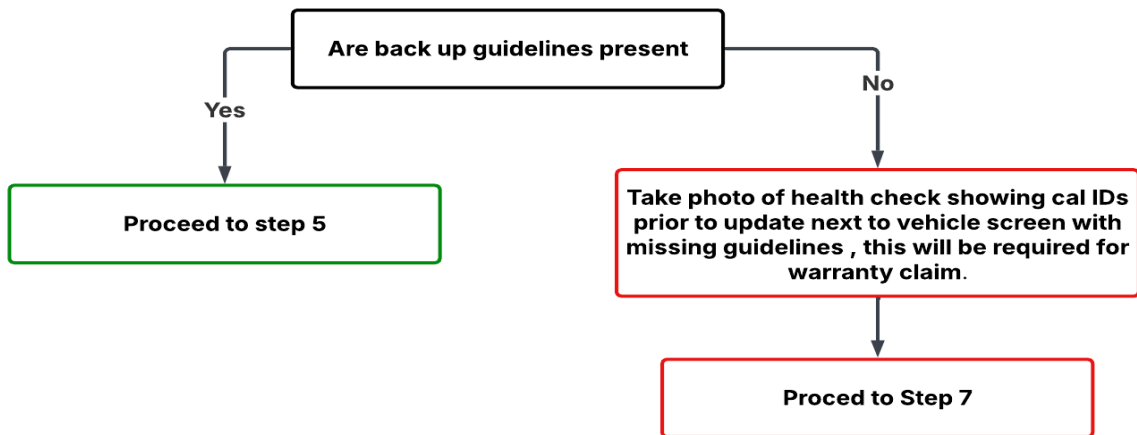 Are back up guidelines present
Yes
No
Proceed to step 5
Take photo of health check showing cal IDs
prior to update next to vehicle screen with
missing guidelines , this will be required for
warranty claim.
Proced to Step 7